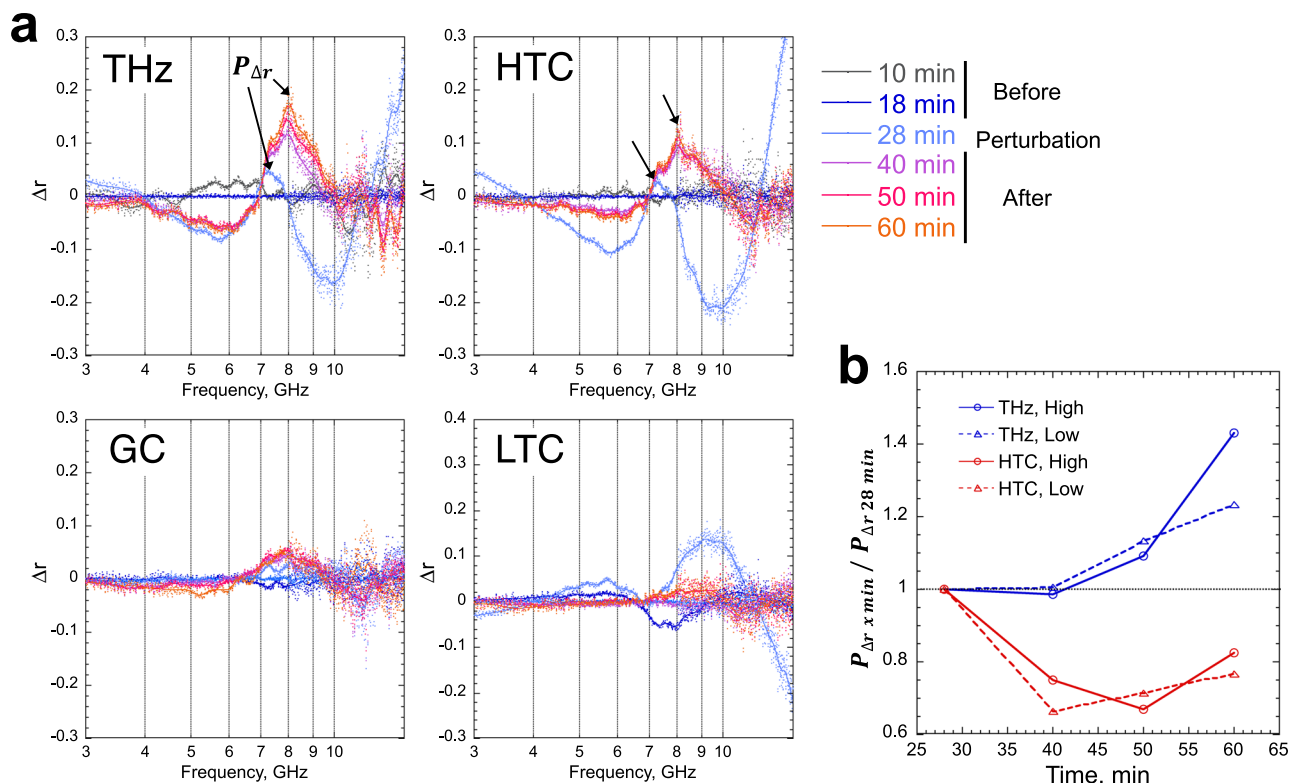 a
THz
P Δr
0.3
0.2
0.1
0
-0.1
-0.2
-0.3
Δr
3 4 5 6 7 8 9 10
Frequency, GHz
HTC
0.3
0.2
0.1
0
-0.1
-0.2
-0.3
Δr
3 4 5 6 7 8 9 10
Frequency, GHz
10 min
18 min
Before
28 min
Perturbation
40 min
50 min
60 min
After
GC
0.3
0.2
0.1
0
-0.1
-0.2
-0.3
Δr
3 4 5 6 7 8 9 10
Frequency, GHz
LTC
0.4
0.3
0.2
0.1
0
-0.1
-0.2
-0.3
Δr
3 4 5 6 7 8 9 10
Frequency, GHz
b
1.6
1.4
1.2
1
0.8
0.6
P Δr x min / P Δr 28 min
THz, High
THz, Low
HTC, High
HTC, Low
25 30 35 40 45 50 55 60 65
Time, min